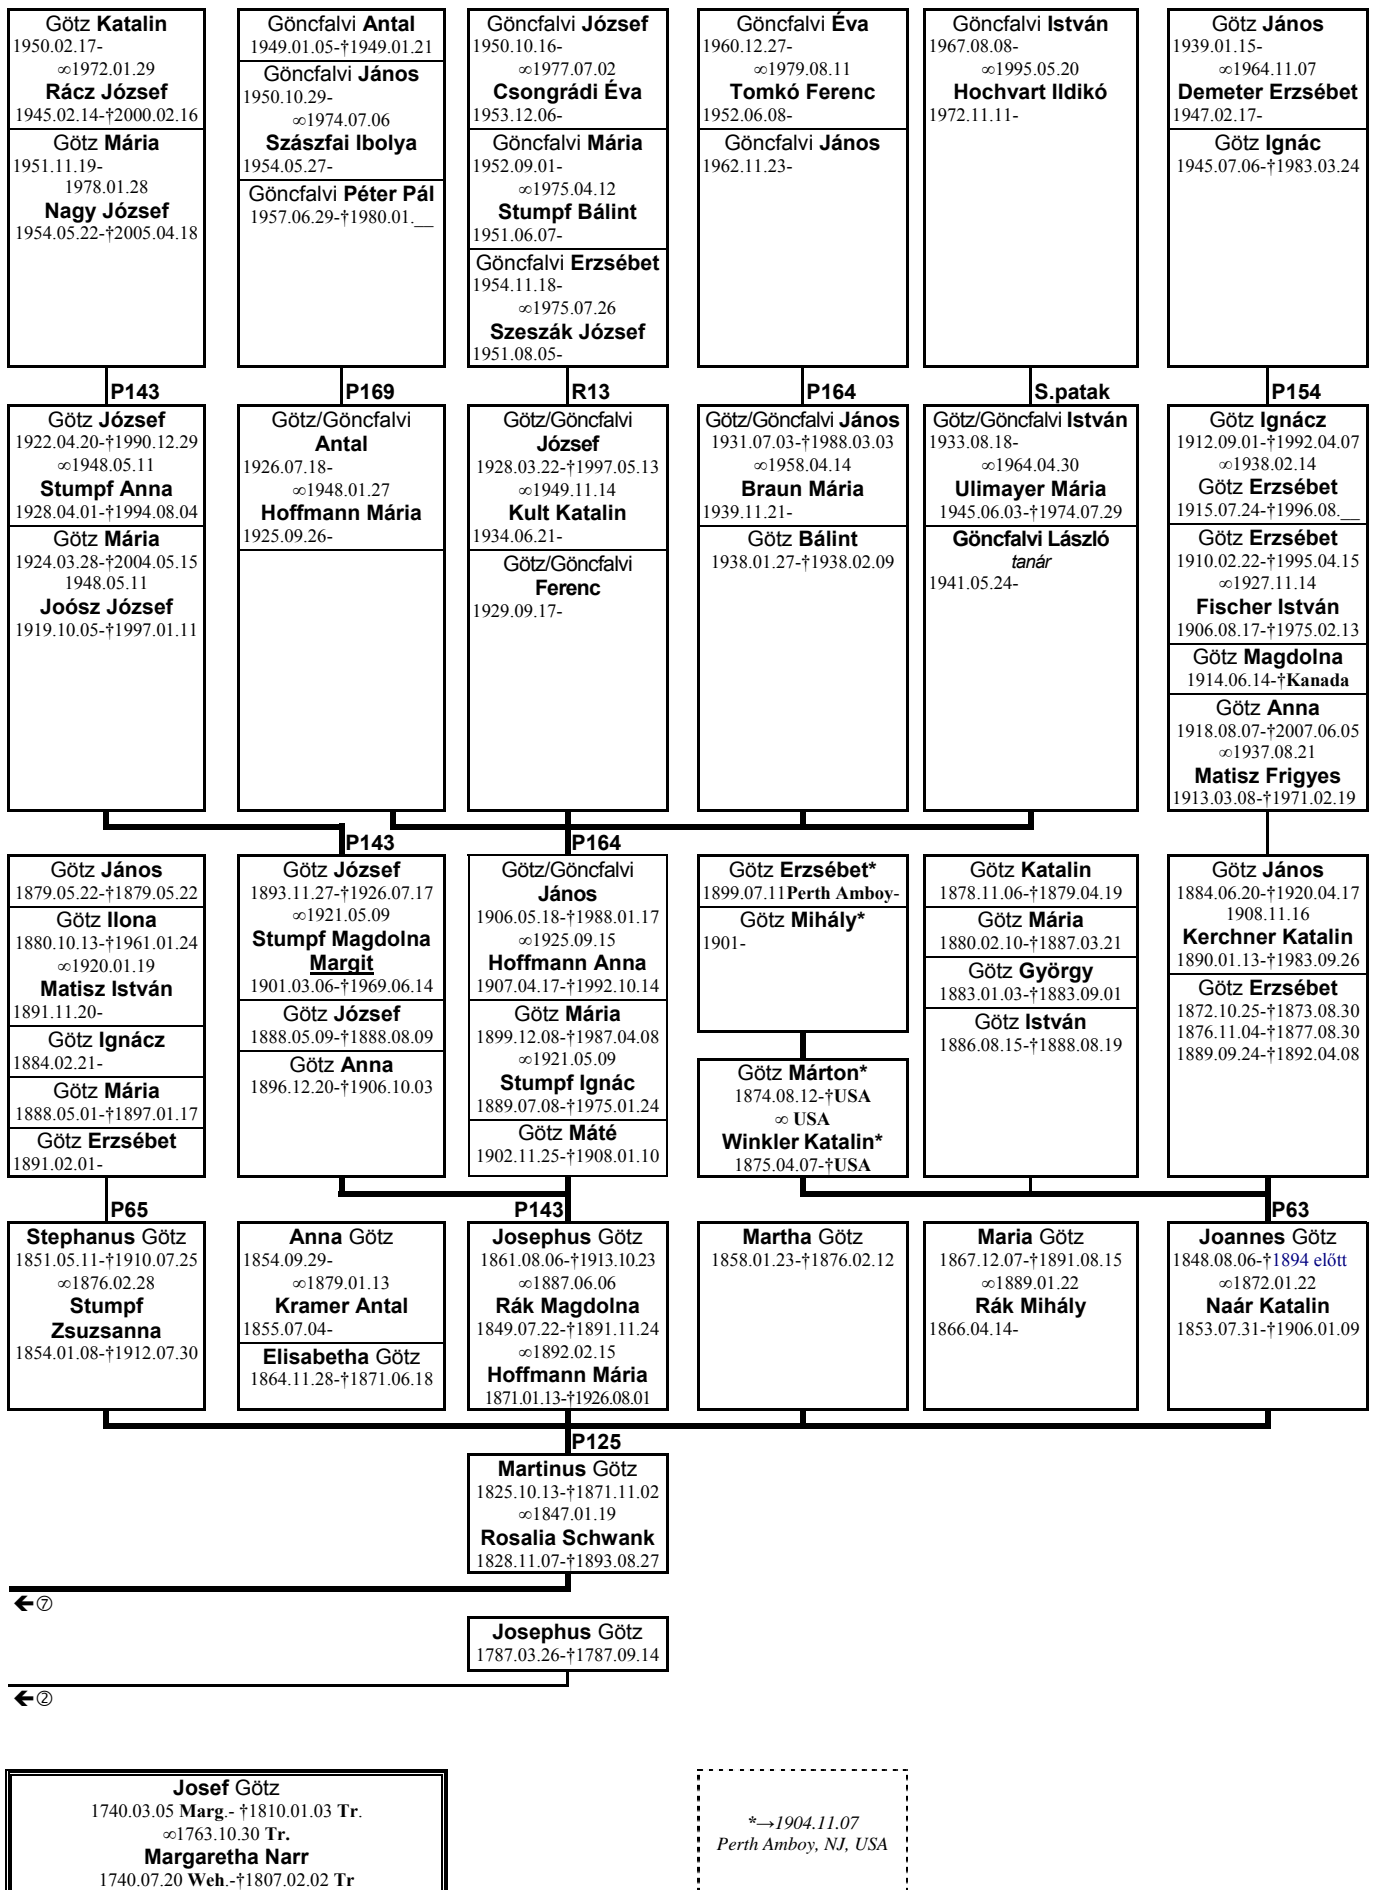 Götz Katalin
1950.02.17-
∞1972.01.29
Rácz József
1945.02.14-†2000.02.16
Götz Mária
1951.11.19-
1978.01.28
Nagy József
1954.05.22-†2005.04.18
Göncfalvi Antal
1949.01.05-†1949.01.21
Göncfalvi János
1950.10.29-
∞1974.07.06
Szászfai Ibolya
1954.05.27-
Göncfalvi Péter Pál
1957.06.29-†1980.01.__
Göncfalvi József
1950.10.16-
∞1977.07.02
Csongrádi Éva
1953.12.06-
Göncfalvi Mária
1952.09.01-
∞1975.04.12
Stumpf Bálint
1951.06.07-
Göncfalvi Erzsébet
1954.11.18-
∞1975.07.26
Szeszák József
1951.08.05-
Göncfalvi Éva
1960.12.27-
∞1979.08.11
Tomkó Ferenc
1952.06.08-
Göncfalvi János
1962.11.23-
Göncfalvi István
1967.08.08-
∞1995.05.20
Hochvart Ildikó
1972.11.11-
Götz János
1939.01.15-
∞1964.11.07
Demeter Erzsébet
1947.02.17-
Götz Ignác
1945.07.06-†1983.03.24
P143
P169
R13
P164
S.patak
P154
Götz József
1922.04.20-†1990.12.29
∞1948.05.11
Stumpf Anna
1928.04.01-†1994.08.04
Götz Mária
1924.03.28-†2004.05.15
1948.05.11
Joósz József
1919.10.05-†1997.01.11
Götz/Göncfalvi
Antal
1926.07.18-
∞1948.01.27
Hoffmann Mária
1925.09.26-
Götz/Göncfalvi
József
1928.03.22-†1997.05.13
∞1949.11.14
Kult Katalin
1934.06.21-
Götz/Göncfalvi
Ferenc
1929.09.17-
Götz/Göncfalvi János
1931.07.03-†1988.03.03
∞1958.04.14
Braun Mária
1939.11.21-
Götz Bálint
1938.01.27-†1938.02.09
Götz/Göncfalvi István
1933.08.18-
∞1964.04.30
Ulimayer Mária
1945.06.03-†1974.07.29
Göncfalvi László
tanár
1941.05.24-
Götz Ignácz
1912.09.01-†1992.04.07
∞1938.02.14
Götz Erzsébet
1915.07.24-†1996.08.__
Götz Erzsébet
1910.02.22-†1995.04.15
∞1927.11.14
Fischer István
1906.08.17-†1975.02.13
Götz Magdolna
1914.06.14-†Kanada
Götz Anna
1918.08.07-†2007.06.05
∞1937.08.21
Matisz Frigyes
1913.03.08-†1971.02.19
P143
P164
Götz János
1879.05.22-†1879.05.22
Götz Ilona
1880.10.13-†1961.01.24
∞1920.01.19
Matisz István
1891.11.20-
Götz Ignácz
1884.02.21-
Götz Mária
1888.05.01-†1897.01.17
Götz Erzsébet
1891.02.01-
Götz József
1893.11.27-†1926.07.17
∞1921.05.09
Stumpf Magdolna
Margit
1901.03.06-†1969.06.14
Götz József
1888.05.09-†1888.08.09
Götz Anna
1896.12.20-†1906.10.03
Götz/Göncfalvi
János
1906.05.18-†1988.01.17
∞1925.09.15
Hoffmann Anna
1907.04.17-†1992.10.14
Götz Mária
1899.12.08-†1987.04.08
∞1921.05.09
Stumpf Ignác
1889.07.08-†1975.01.24
Götz Máté
1902.11.25-†1908.01.10
Götz Erzsébet*
1899.07.11Perth Amboy-
Götz Mihály*
1901-
Götz Márton*
1874.08.12-†USA
∞ USA
Winkler Katalin*
1875.04.07-†USA
Götz Katalin
1878.11.06-†1879.04.19
Götz Mária
1880.02.10-†1887.03.21
Götz György
1883.01.03-†1883.09.01
Götz István
1886.08.15-†1888.08.19
Götz János
1884.06.20-†1920.04.17
1908.11.16
Kerchner Katalin
1890.01.13-†1983.09.26
Götz Erzsébet
1872.10.25-†1873.08.30
1876.11.04-†1877.08.30
1889.09.24-†1892.04.08
P65
P143
P63
Stephanus Götz
1851.05.11-†1910.07.25
∞1876.02.28
Stumpf
Zsuzsanna
1854.01.08-†1912.07.30
Anna Götz
1854.09.29-
∞1879.01.13
Kramer Antal
1855.07.04-
Elisabetha Götz
1864.11.28-†1871.06.18
Josephus Götz
1861.08.06-†1913.10.23
∞1887.06.06
Rák Magdolna
1849.07.22-†1891.11.24
∞1892.02.15
Hoffmann Mária
1871.01.13-†1926.08.01
Martha Götz
1858.01.23-†1876.02.12
Maria Götz
1867.12.07-†1891.08.15
∞1889.01.22
Rák Mihály
1866.04.14-
Joannes Götz
1848.08.06-†1894 előtt
∞1872.01.22
Naár Katalin
1853.07.31-†1906.01.09
P125
Martinus Götz
1825.10.13-†1871.11.02
∞1847.01.19
Rosalia Schwank
1828.11.07-†1893.08.27
🡸⑦
Josephus Götz
1787.03.26-†1787.09.14
🡸②
Josef Götz
1740.03.05 Marg.- †1810.01.03 Tr.
∞1763.10.30 Tr.
Margaretha Narr
1740.07.20 Weh.-†1807.02.02 Tr
*→1904.11.07
Perth Amboy, NJ, USA